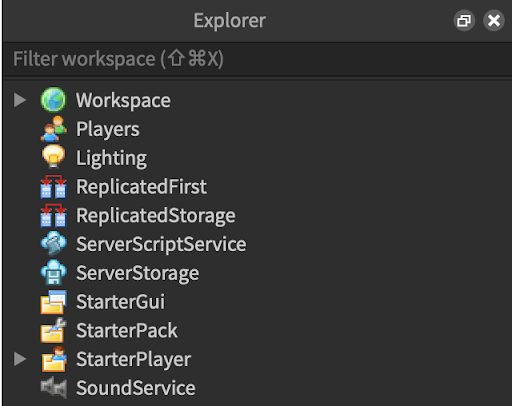 Explorer
Filter workspace (⇧⌘X)
Workspace
Players
Lighting
ReplicatedFirst
ReplicatedStorage
ServerScriptService
ServerStorage
StarterGui
StarterPack
StarterPlayer
SoundService